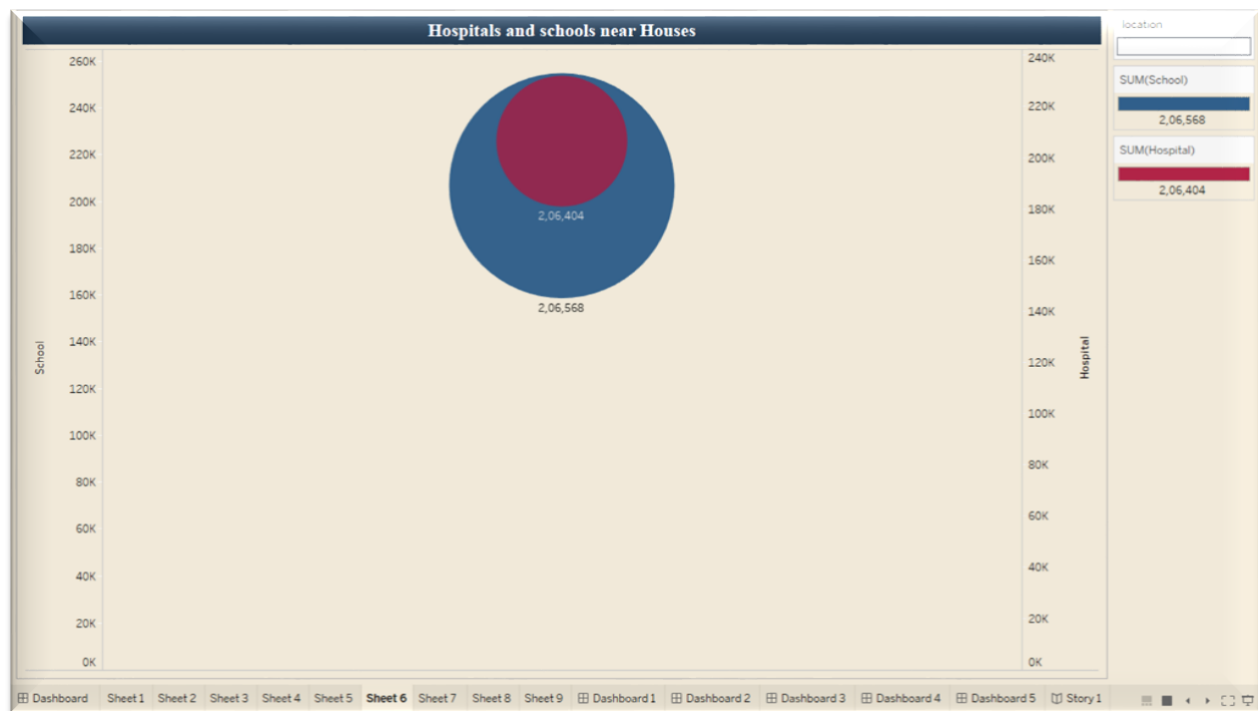 Hospitals and schools near Houses
location
SUM(School)
2,06,568
SUM(Hospital)
2,06,404
260K
240K
220K
200K
180K
160K
140K
120K
100K
80K
60K
40K
20K
0K
School
2,06,404
2,06,568
240K
220K
200K
180K
160K
140K
120K
100K
80K
60K
40K
20K
0K
Hospital
Dashboard Sheet 1 Sheet 2 Sheet 3 Sheet 4 Sheet 5 Sheet 6 Sheet 7 Sheet 8 Sheet 9 Dashboard 1 Dashboard 2 Dashboard 3 Dashboard 4 Dashboard 5 Story 1